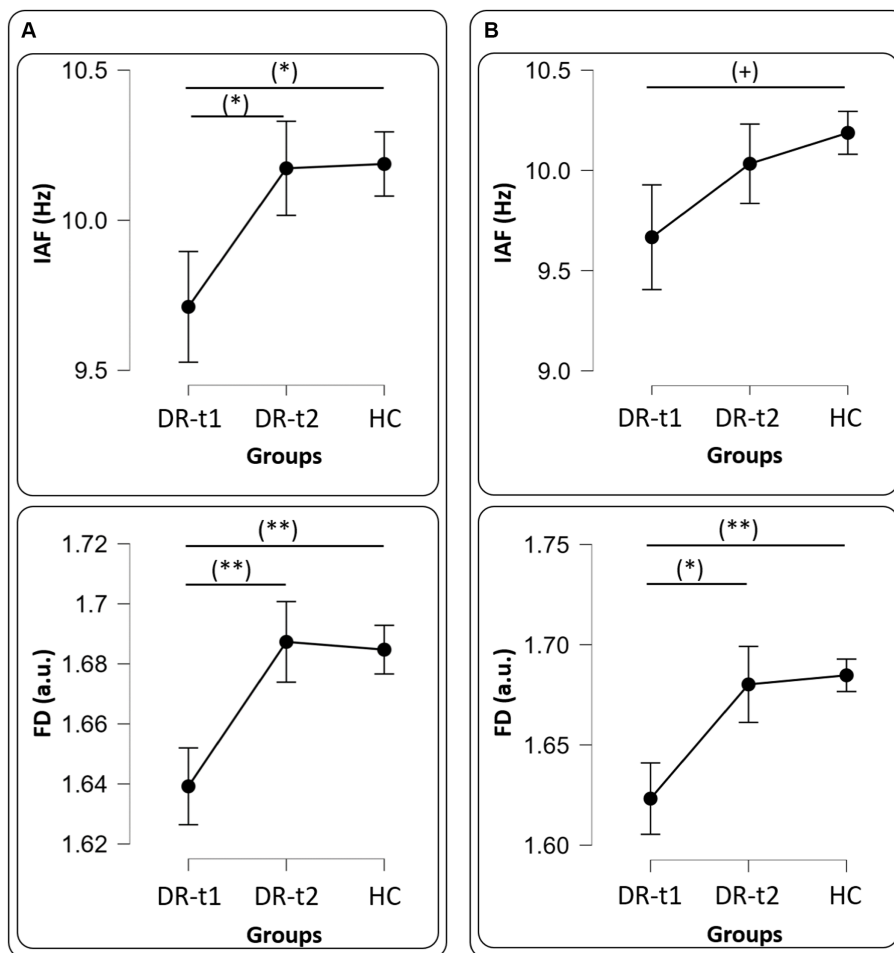 A
10.5
10.0
9.5
IAF (Hz)
(*)
(*)
DR-t1 DR-t2 HC
Groups
1.72
1.7
1.68
1.66
1.64
1.62
FD (a.u.)
(**)
(**)
DR-t1 DR-t2 HC
Groups
B
10.5
10.0
9.5
9.0
IAF (Hz)
(+)
DR-t1 DR-t2 HC
Groups
1.75
1.70
1.65
1.60
FD (a.u.)
(**)
(*)
DR-t1 DR-t2 HC
Groups